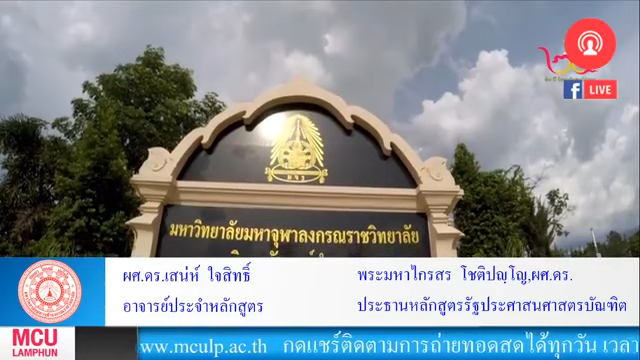 LIVE
มจร
มหาวิทยาลัยมหาจุฬาลงกรณราชวิทยาลัย
ผศ.ดร.เสน่ห์ ใจสิทธิ์
พระมหาไกรสร โชติปญฺโญ,ผศ.ดร.
อาจารย์ประจำหลักสูตร
ประธานหลักสูตรรัฐประศาสนศาสตรบัณฑิต
MCU
LAMPHUN
www.mculp.ac.th กดแชร์ติดตามการถ่ายทอดสดได้ทุกวัน เวลา